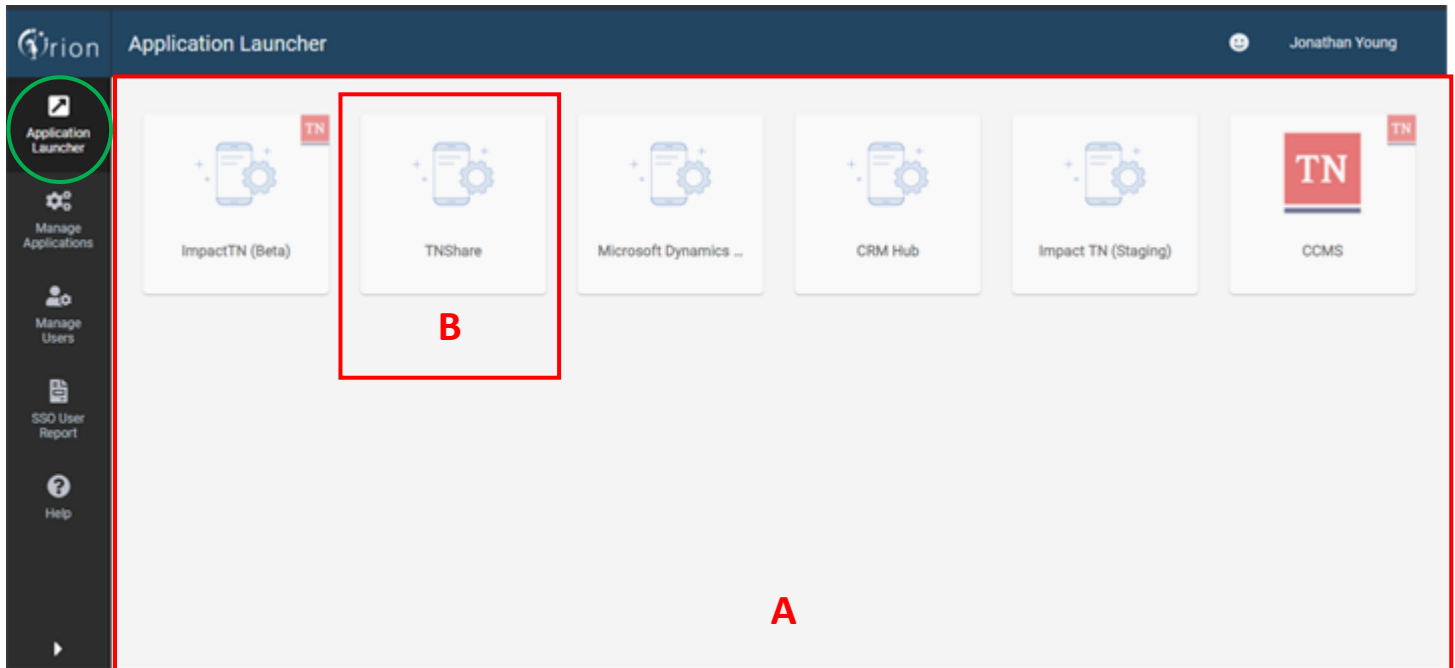 Orion
Application Launcher
Jonathan Young
Application
Launcher
Manage
Applications
Manage
Users
SSO User
Report
Help
TN
ImpactTN (Beta)
TNShare
Microsoft Dynamics ...
CRM Hub
Impact TN (Staging)
TN
TN
CCMS
B
A